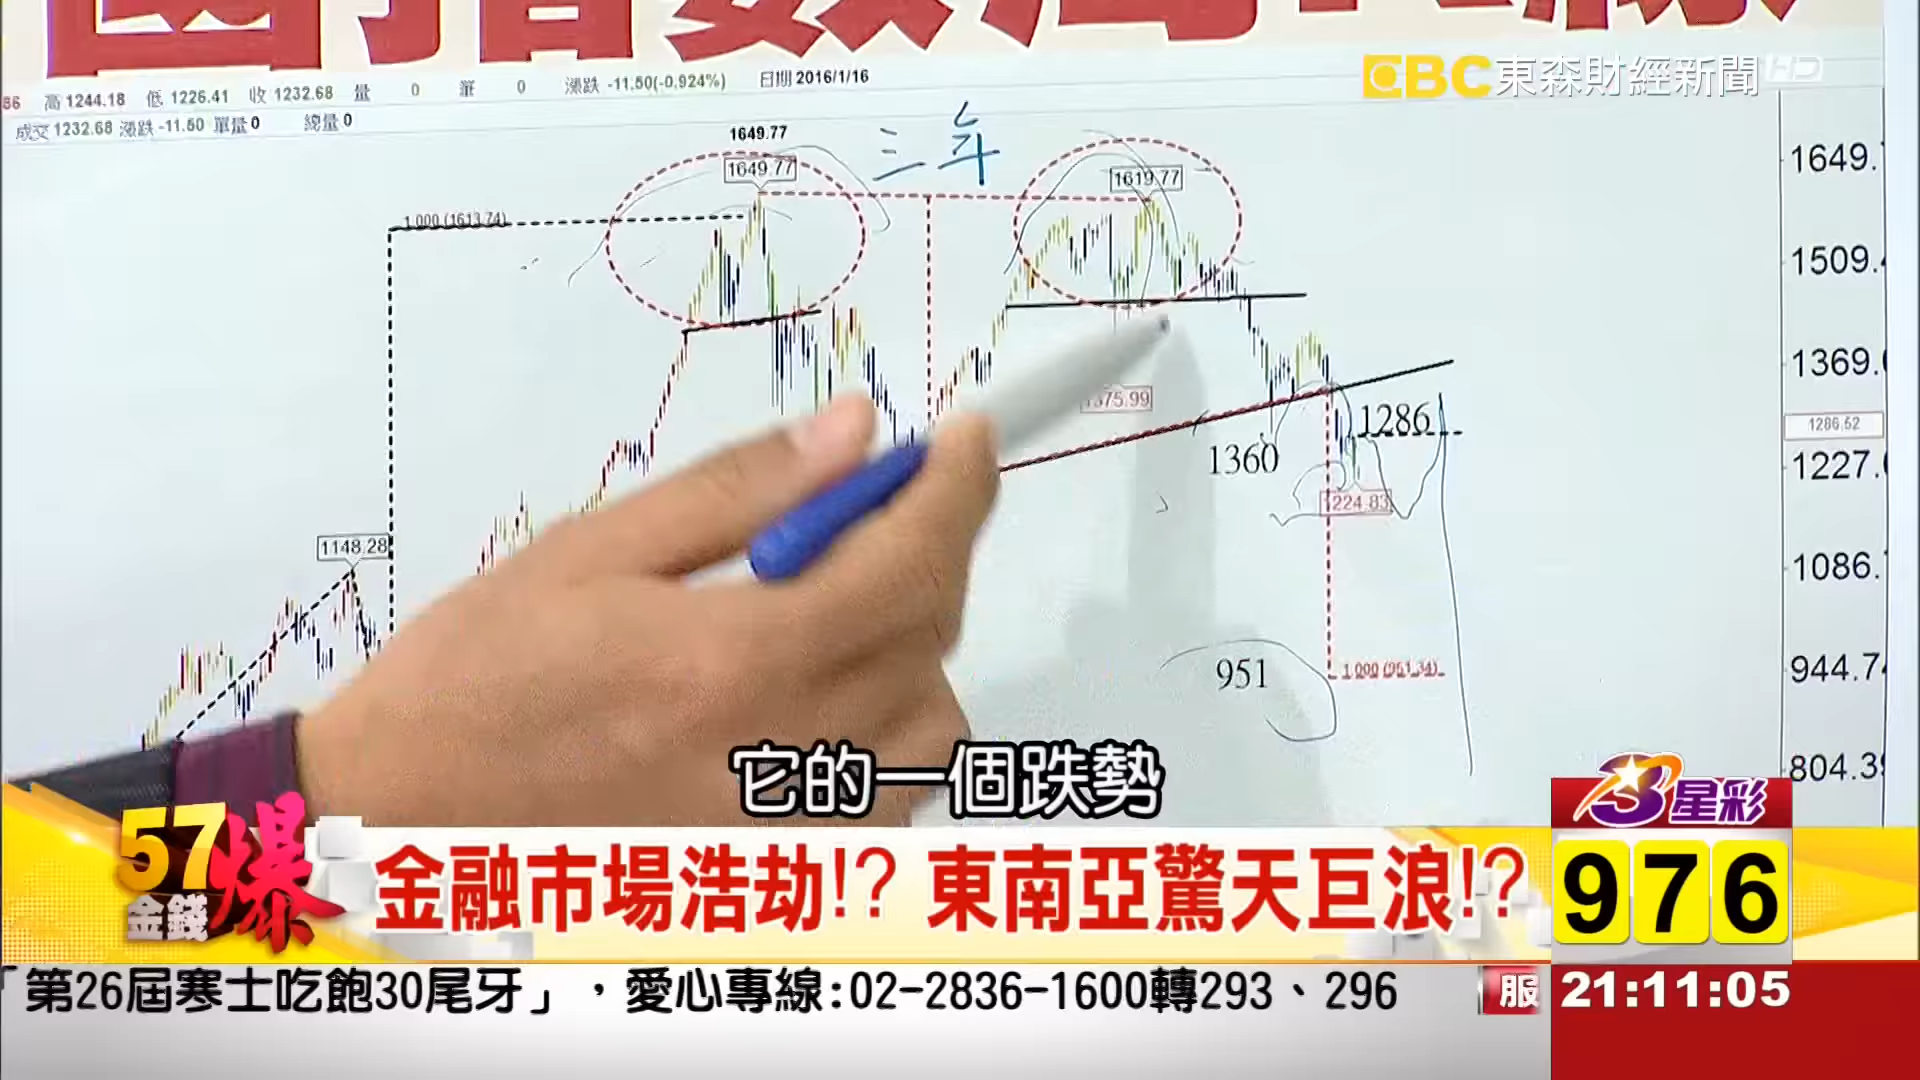 EBC 東森財經新聞 HD
高 1244.18 低 1226.41 收 1232.68 量 0 筆 0 漲跌 -11.50(-0.924%) 日期 2016/1/16
成交 1232.68 漲跌 -11.50 單量 0 總量 0
1649.77
三年
1649.77
1619.77
1.000 (1613.74)
1649.
1509.
1369.
1286
1286.52
1360
1227.
1224.83
1148.28
1086.
951
1.000 (951.34)
944.74
804.39
它的一個跌勢
57金錢爆
金融市場浩劫!? 東南亞驚天巨浪!?
3星彩
976
「第26屆寒士吃飽30尾牙」，愛心專線:02-2836-1600轉293、296
服
21:11:05